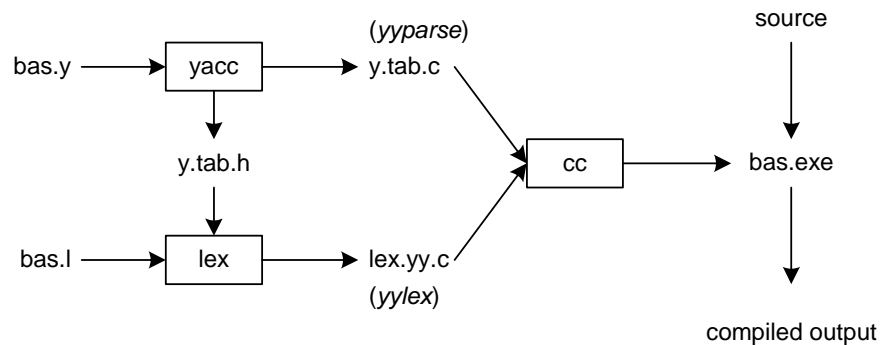 source
(yyparse)
bas.y
yacc
y.tab.c
y.tab.h
cc
bas.exe
bas.l
lex
lex.yy.c
(yylex)
compiled output